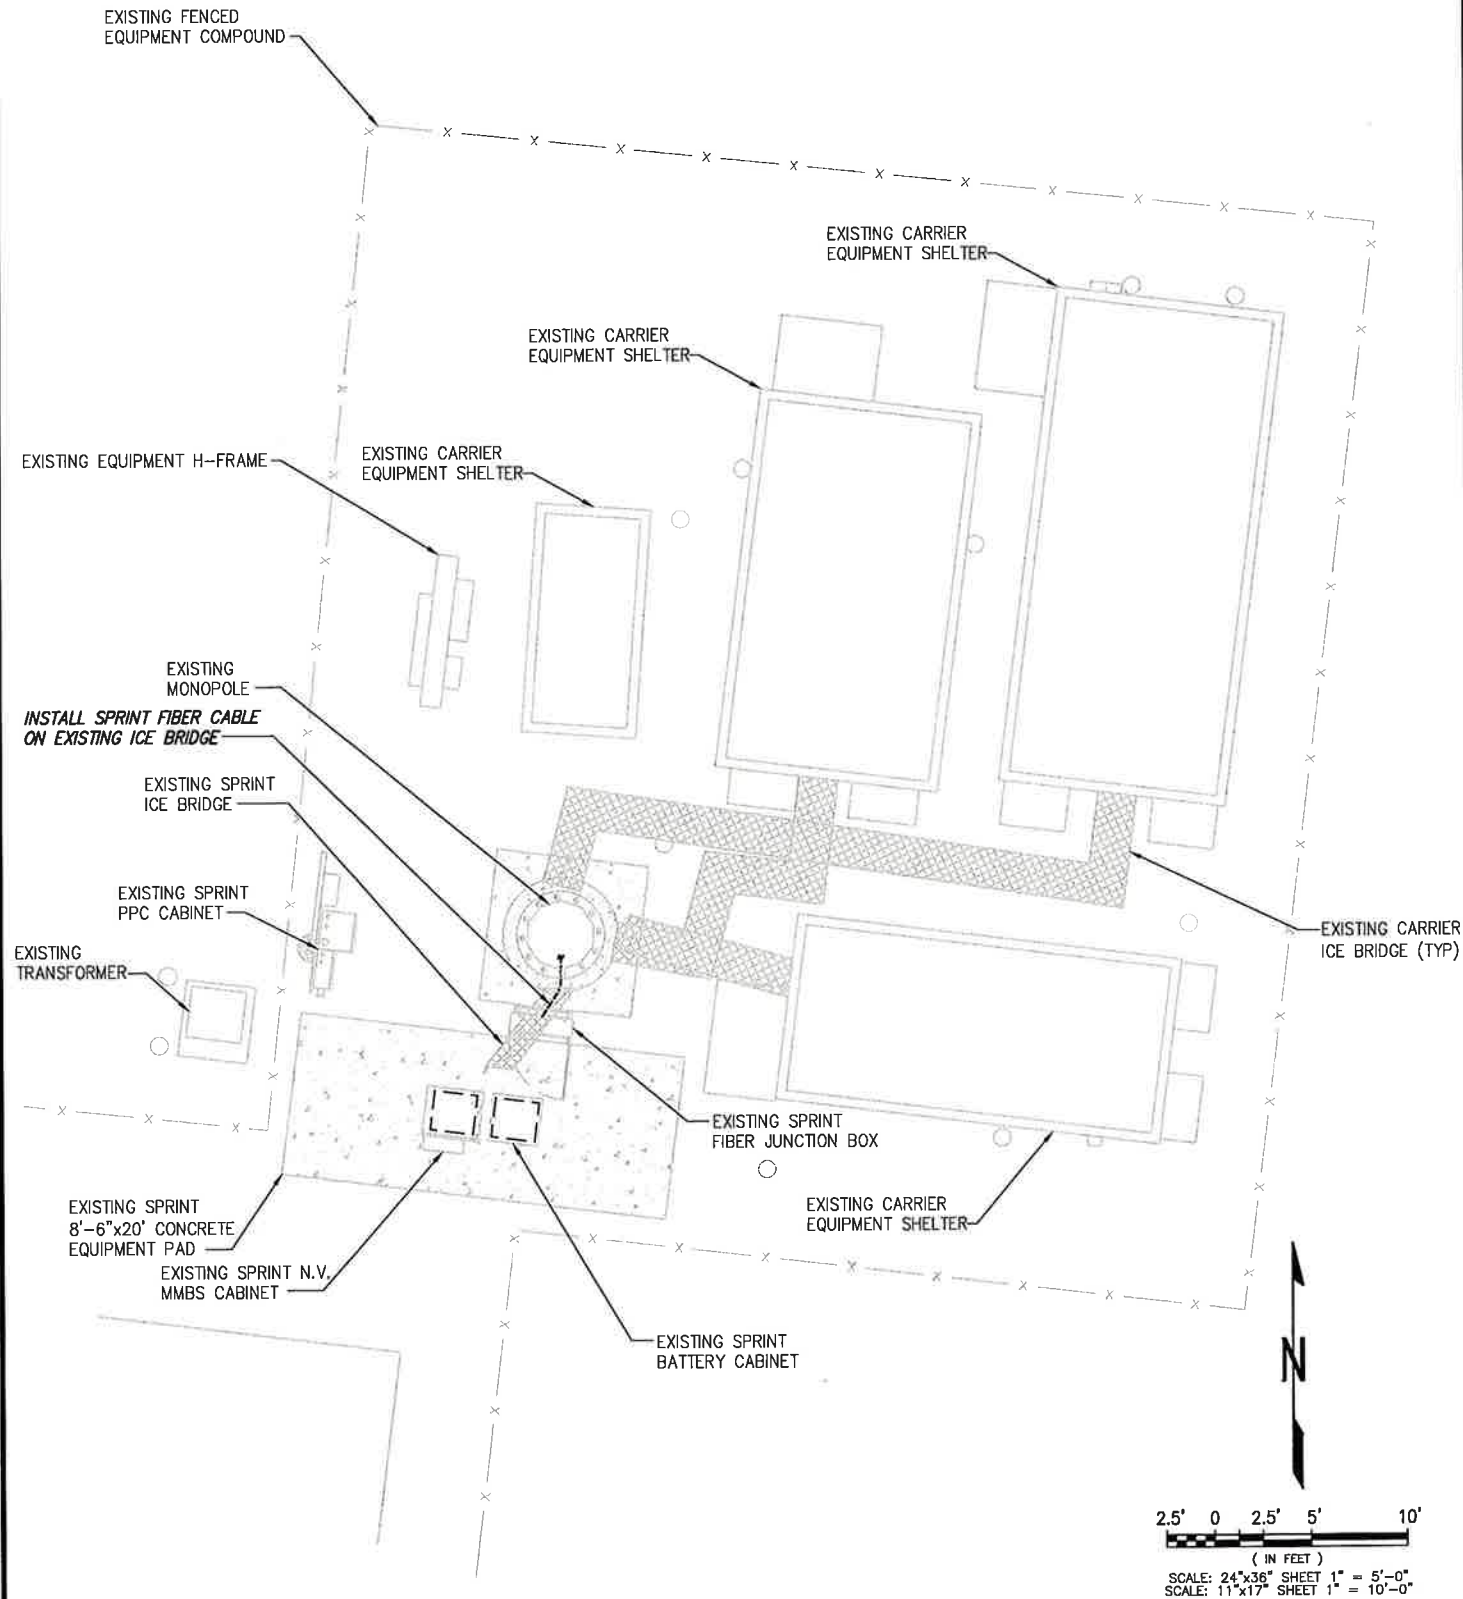 EXISTING FENCED
EQUIPMENT COMPOUND
EXISTING CARRIER
EQUIPMENT SHELTER
EXISTING CARRIER
EQUIPMENT SHELTER
EXISTING CARRIER
EQUIPMENT SHELTER
EXISTING EQUIPMENT H-FRAME
EXISTING
MONOPOLE
INSTALL SPRINT FIBER CABLE
ON EXISTING ICE BRIDGE
EXISTING SPRINT
ICE BRIDGE
EXISTING SPRINT
PPC CABINET
EXISTING
TRANSFORMER
EXISTING CARRIER
ICE BRIDGE (TYP)
EXISTING SPRINT
FIBER JUNCTION BOX
EXISTING CARRIER
EQUIPMENT SHELTER
EXISTING SPRINT
8'-6"x20' CONCRETE
EQUIPMENT PAD
EXISTING SPRINT N.V.
MMBS CABINET
EXISTING SPRINT
BATTERY CABINET
N
2.5' 0 2.5' 5' 10'
( IN FEET )
SCALE: 24"x36" SHEET 1" = 5'-0"
SCALE: 11"x17" SHEET 1" = 10'-0"